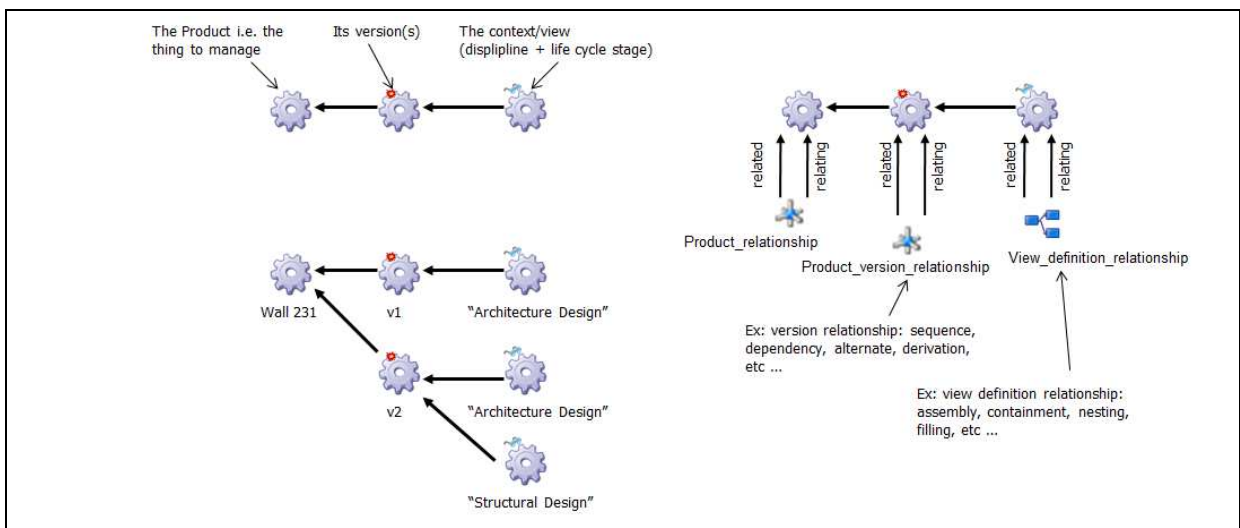 The Product i.e. the
thing to manage
Its version(s)
The context/view
(displipline + life cycle stage)
Wall 231
v1
"Architecture Design"
v2
"Architecture Design"
"Structural Design"
related
relating
related
relating
related
relating
Product_relationship
Product_version_relationship
View_definition_relationship
Ex: version relationship: sequence,
dependency, alternate, derivation,
etc ...
Ex: view definition relationship:
assembly, containment, nesting,
filling, etc ...